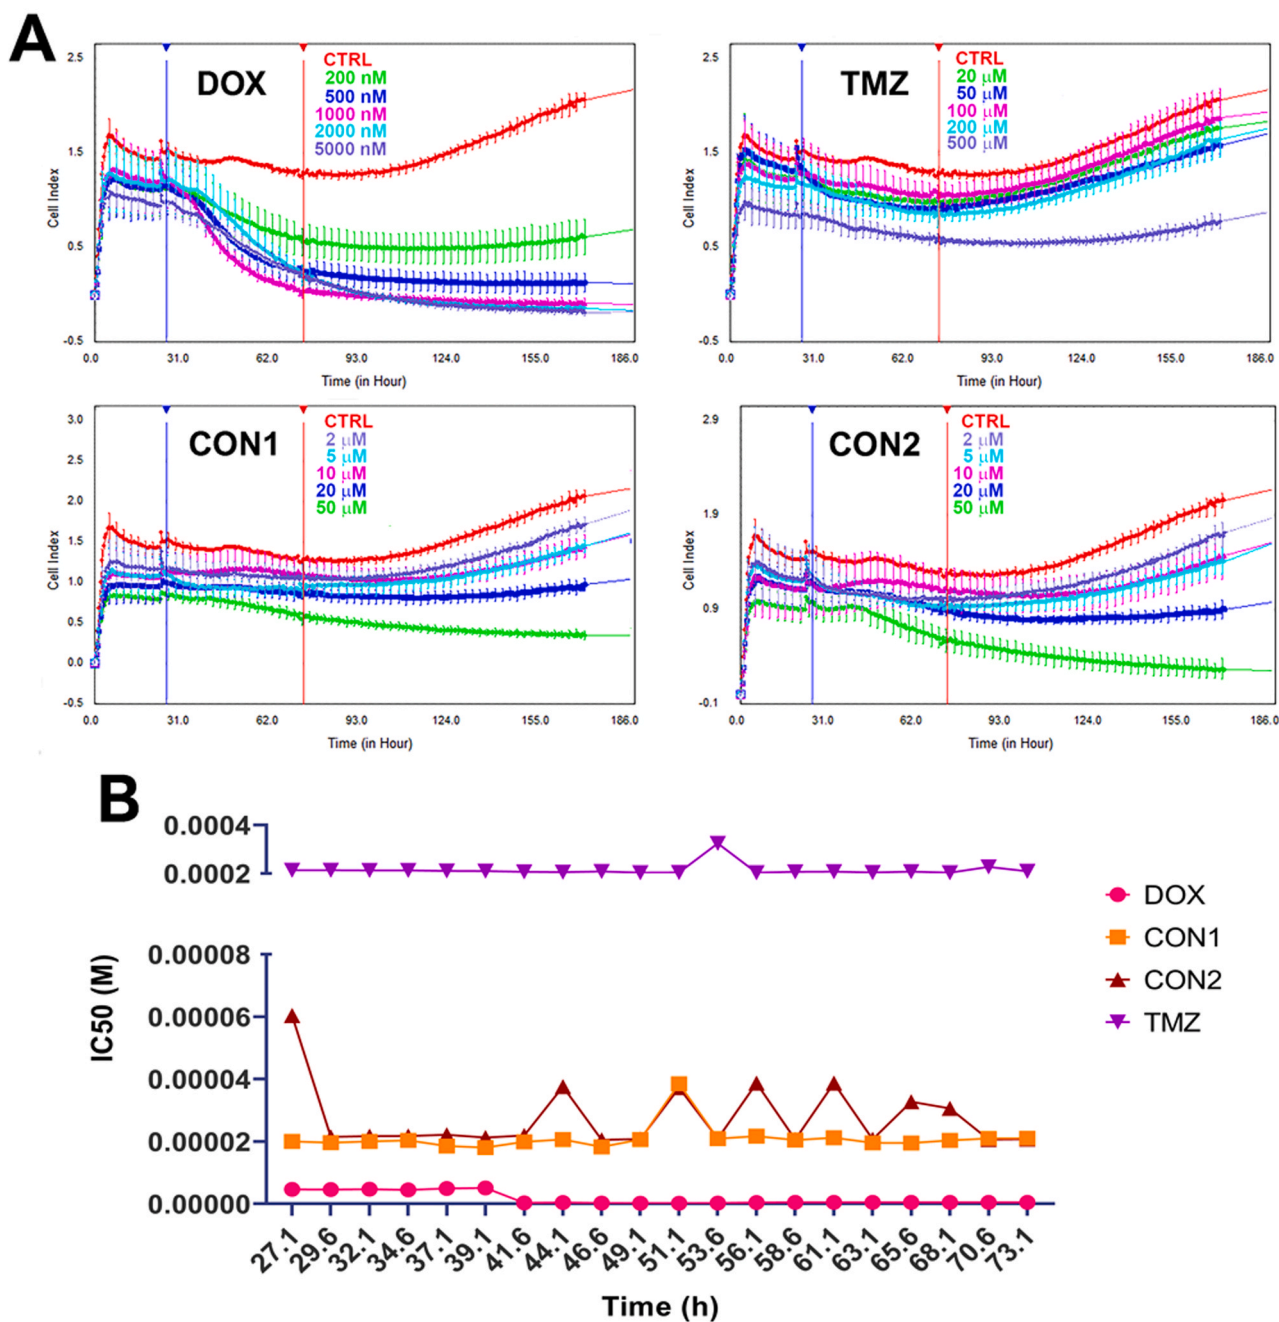 A
DOX
CTRL
200 nM
500 nM
1000 nM
2000 nM
5000 nM
2.5
1.5
0.5
-0.5
Cell Index
0.0 31.0 62.0 93.0 124.0 155.0 186.0
Time (in Hour)
TMZ
CTRL
20 µM
50 µM
100 µM
200 µM
500 µM
2.5
1.5
0.5
-0.5
Cell Index
0.0 31.0 62.0 93.0 124.0 155.0 186.0
Time (in Hour)
CON1
CTRL
2 µM
5 µM
10 µM
20 µM
50 µM
3.0
2.5
2.0
1.5
1.0
0.5
0.0
-0.5
Cell Index
0.0 31.0 62.0 93.0 124.0 155.0 186.0
Time (in Hour)
CON2
CTRL
2 µM
5 µM
10 µM
20 µM
50 µM
2.9
1.9
0.9
-0.1
Cell Index
0.0 31.0 62.0 93.0 124.0 155.0 186.0
Time (in Hour)
B
0.0004
0.0002
0.00008
0.00006
0.00004
0.00002
0.00000
IC50 (M)
27.1 29.6 32.1 34.6 37.1 39.1 41.6 44.1 46.6 49.1 51.1 53.6 56.1 58.6 61.1 63.1 65.6 68.1 70.6 73.1
Time (h)
DOX
CON1
CON2
TMZ